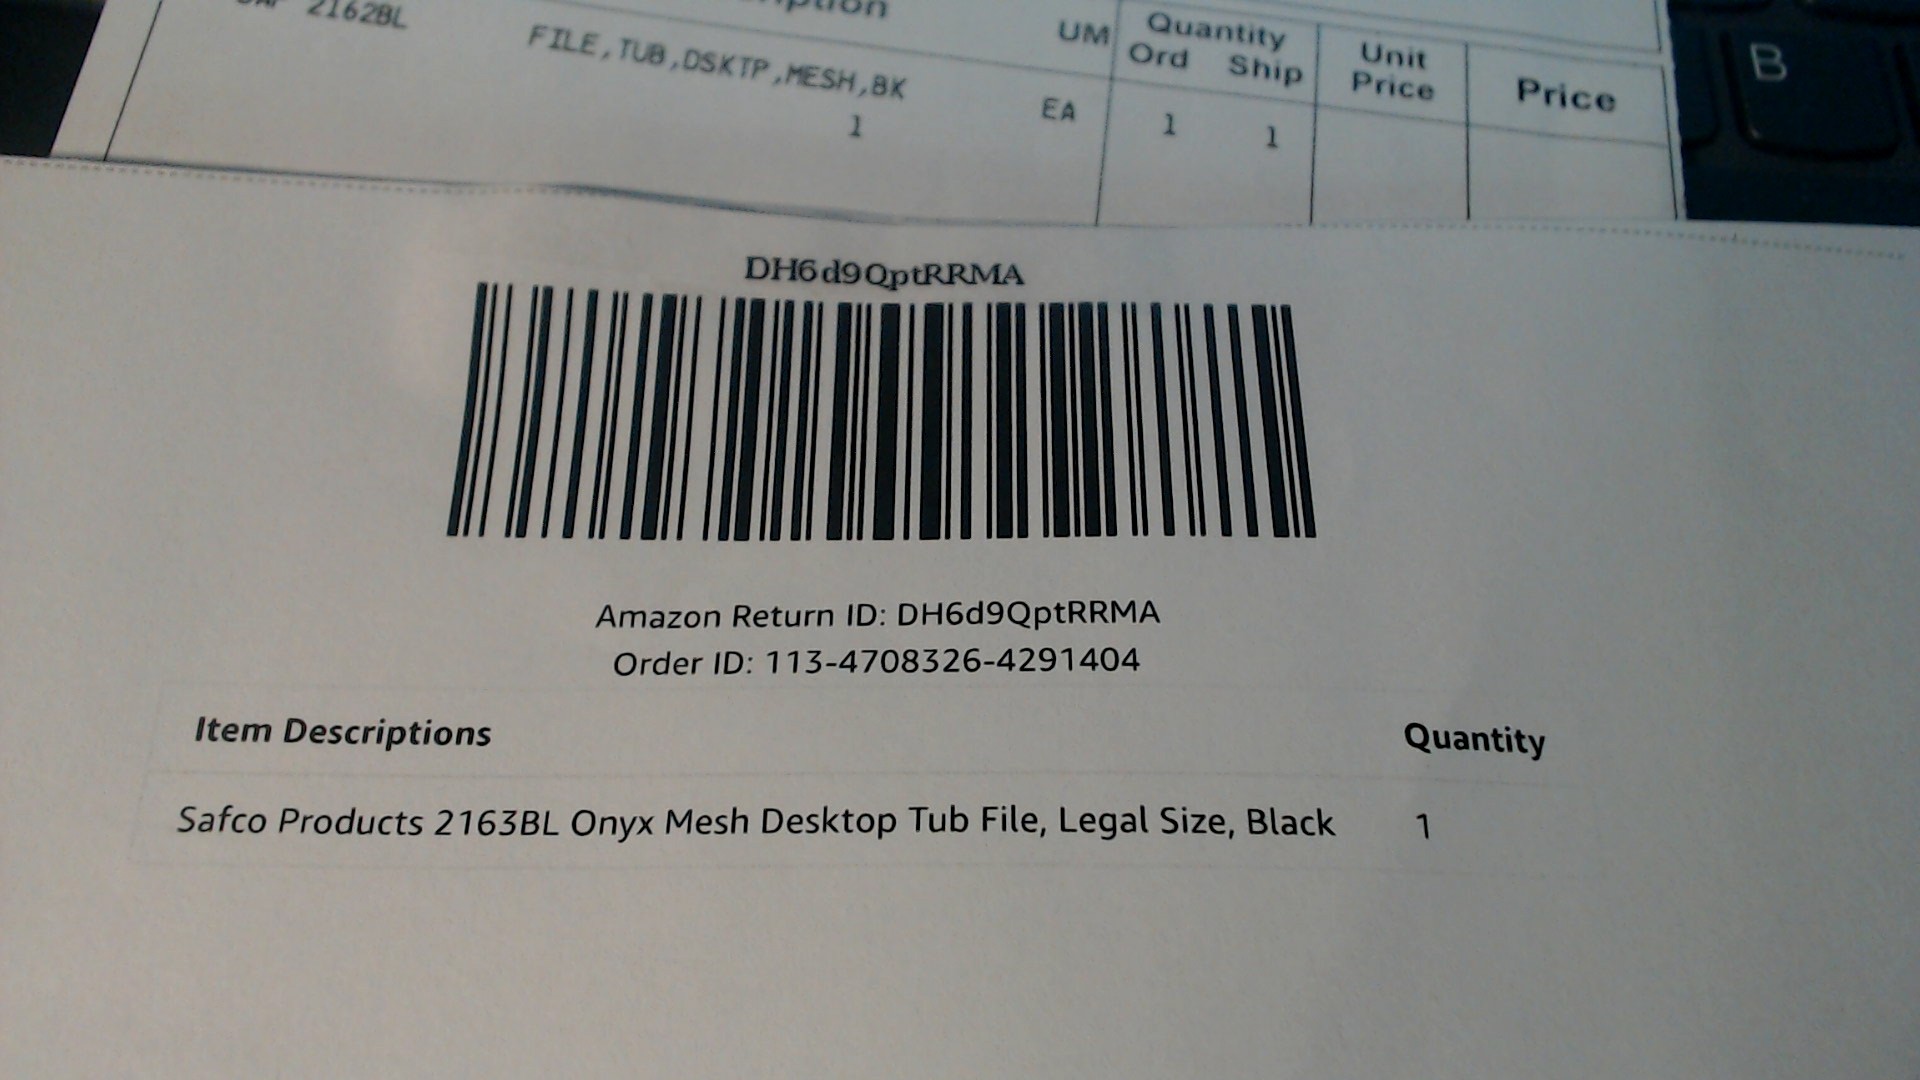 2162BL
FILE,TUB,DSKTP,MESH,BK
1
UM
EA
Quantity
Ord Ship
1 1
Unit
Price
Price
B
DH6d9QptRRMA
Amazon Return ID: DH6d9QptRRMA
Order ID: 113-4708326-4291404
Item Descriptions Quantity
Safco Products 2163BL Onyx Mesh Desktop Tub File, Legal Size, Black 1